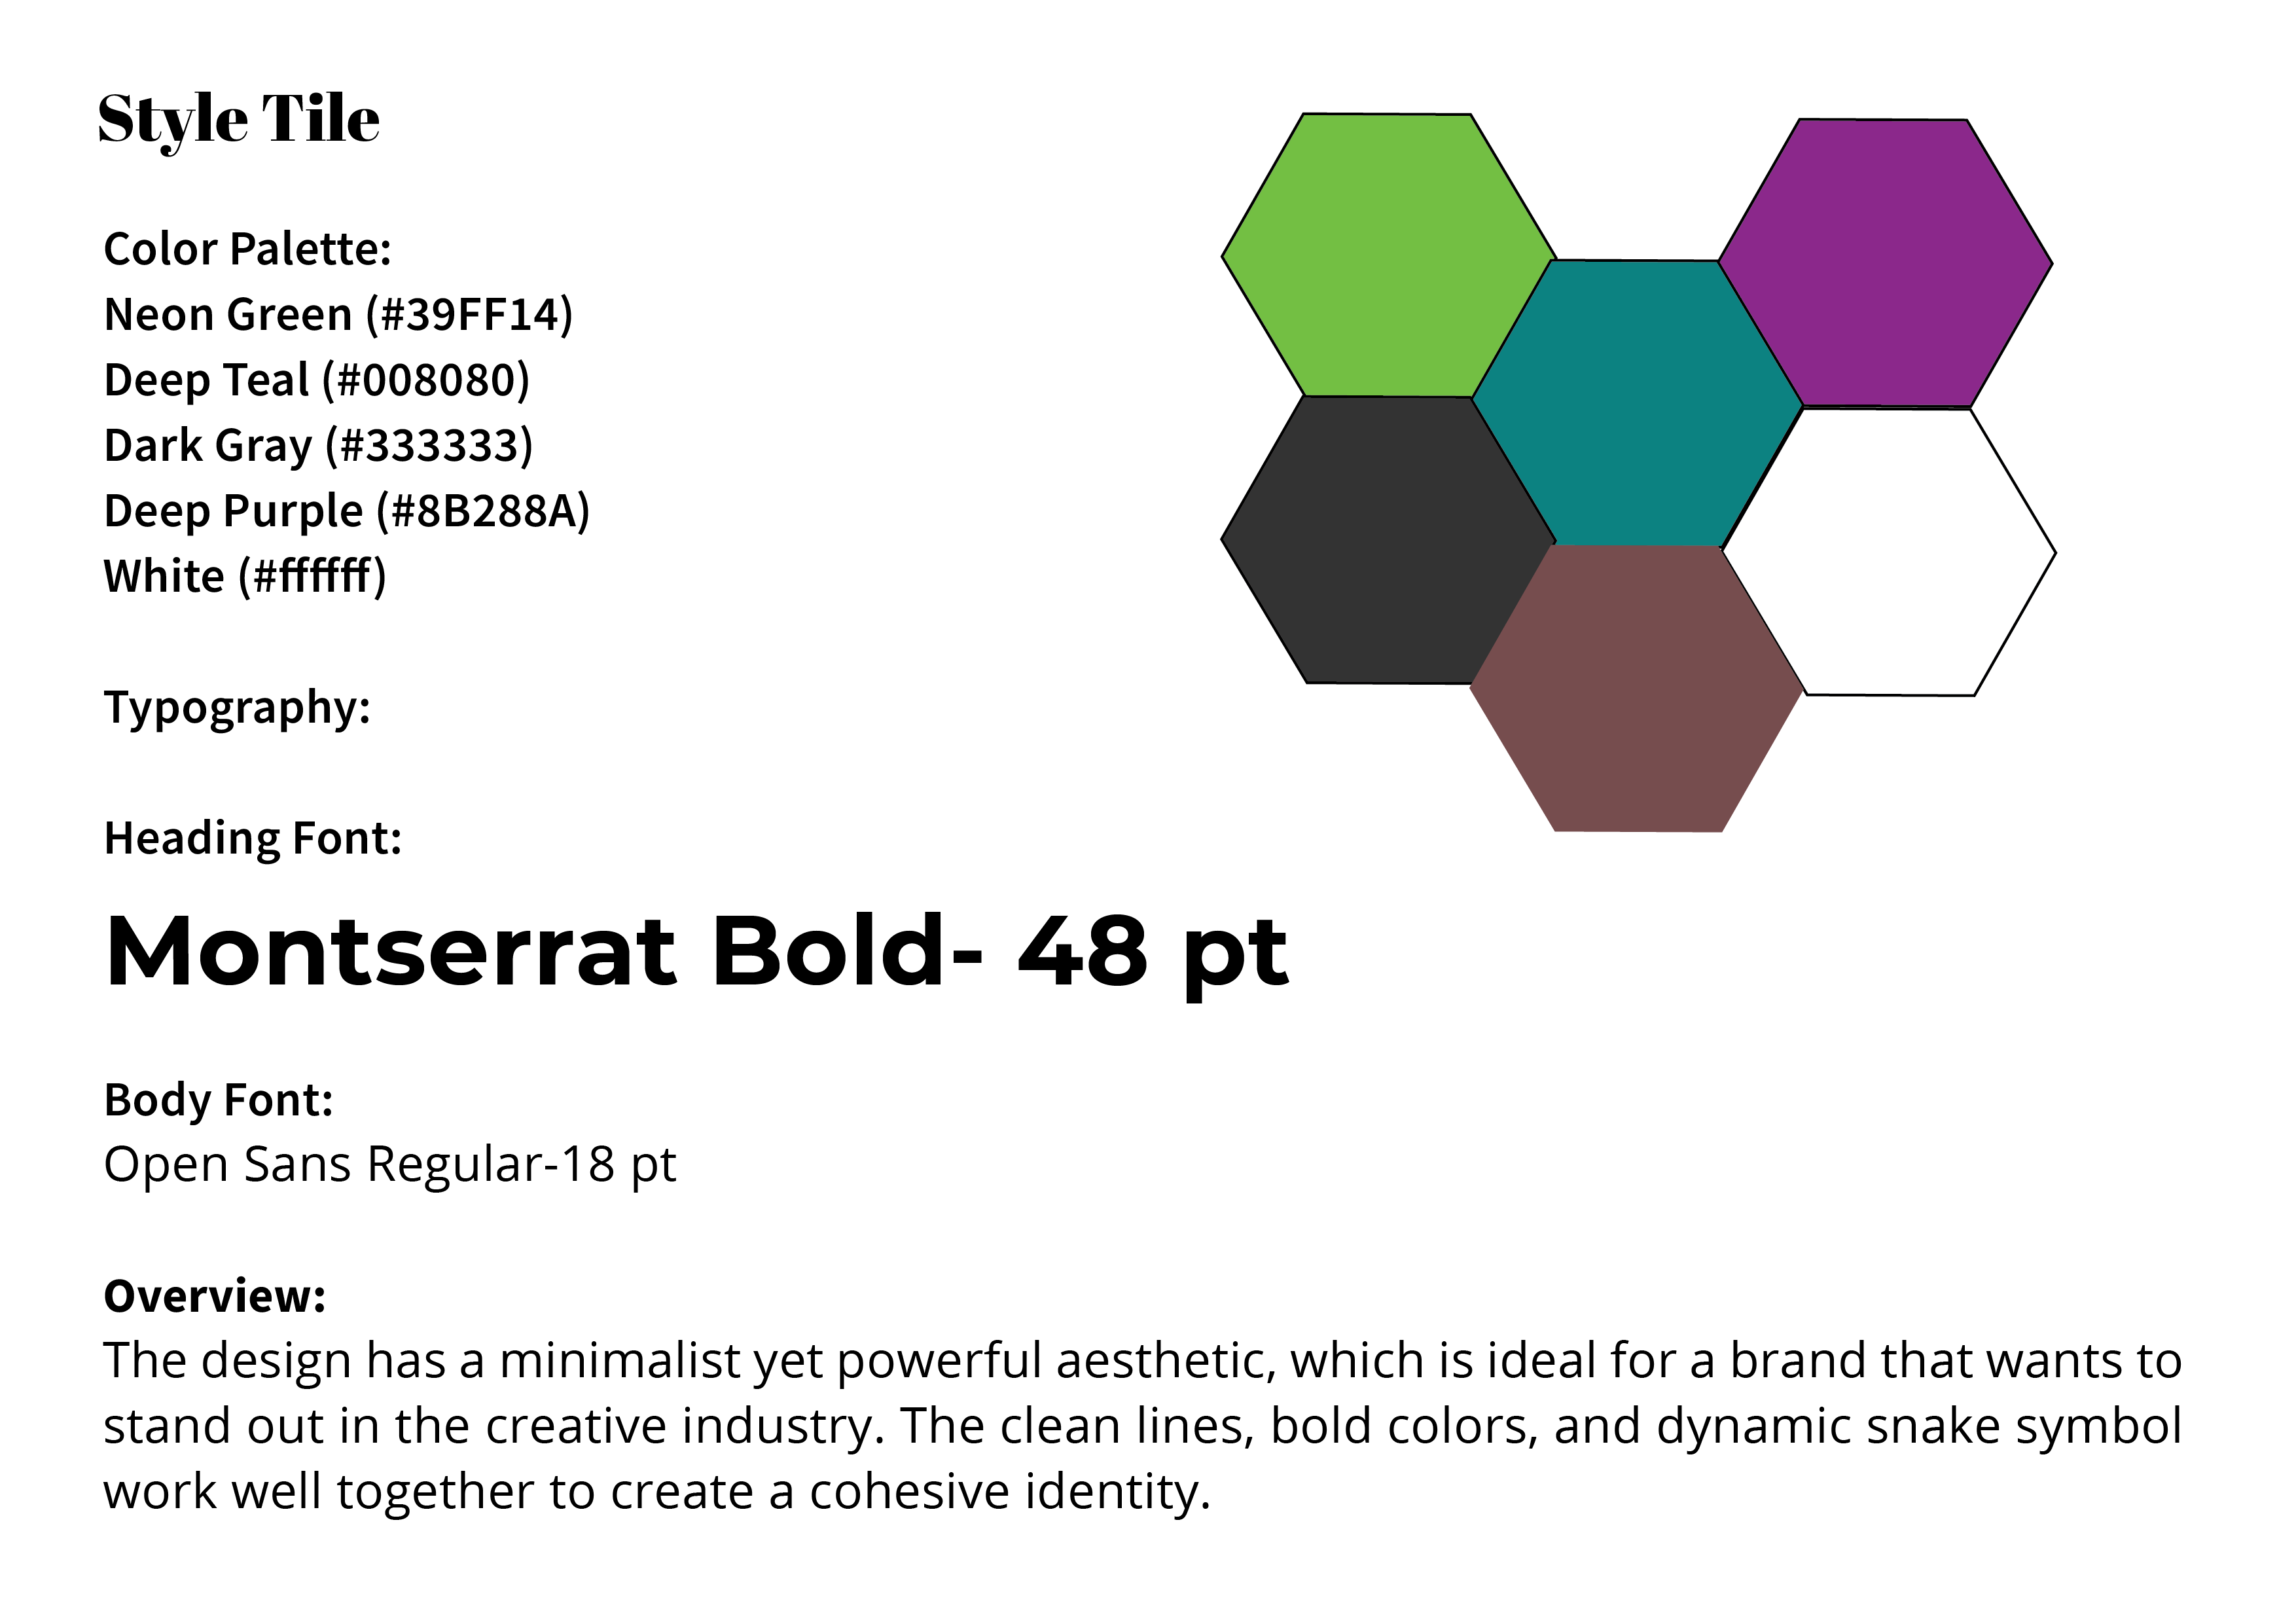 Style Tile
Color Palette:
Neon Green (#39FF14)
Deep Teal (#008080)
Dark Gray (#333333)
Deep Purple (#8B288A)
White (#ffffff)
Typography:
Heading Font:
Montserrat Bold- 48 pt
Body Font:
Open Sans Regular-18 pt
Overview:
The design has a minimalist yet powerful aesthetic, which is ideal for a brand that wants to
stand out in the creative industry. The clean lines, bold colors, and dynamic snake symbol
work well together to create a cohesive identity.